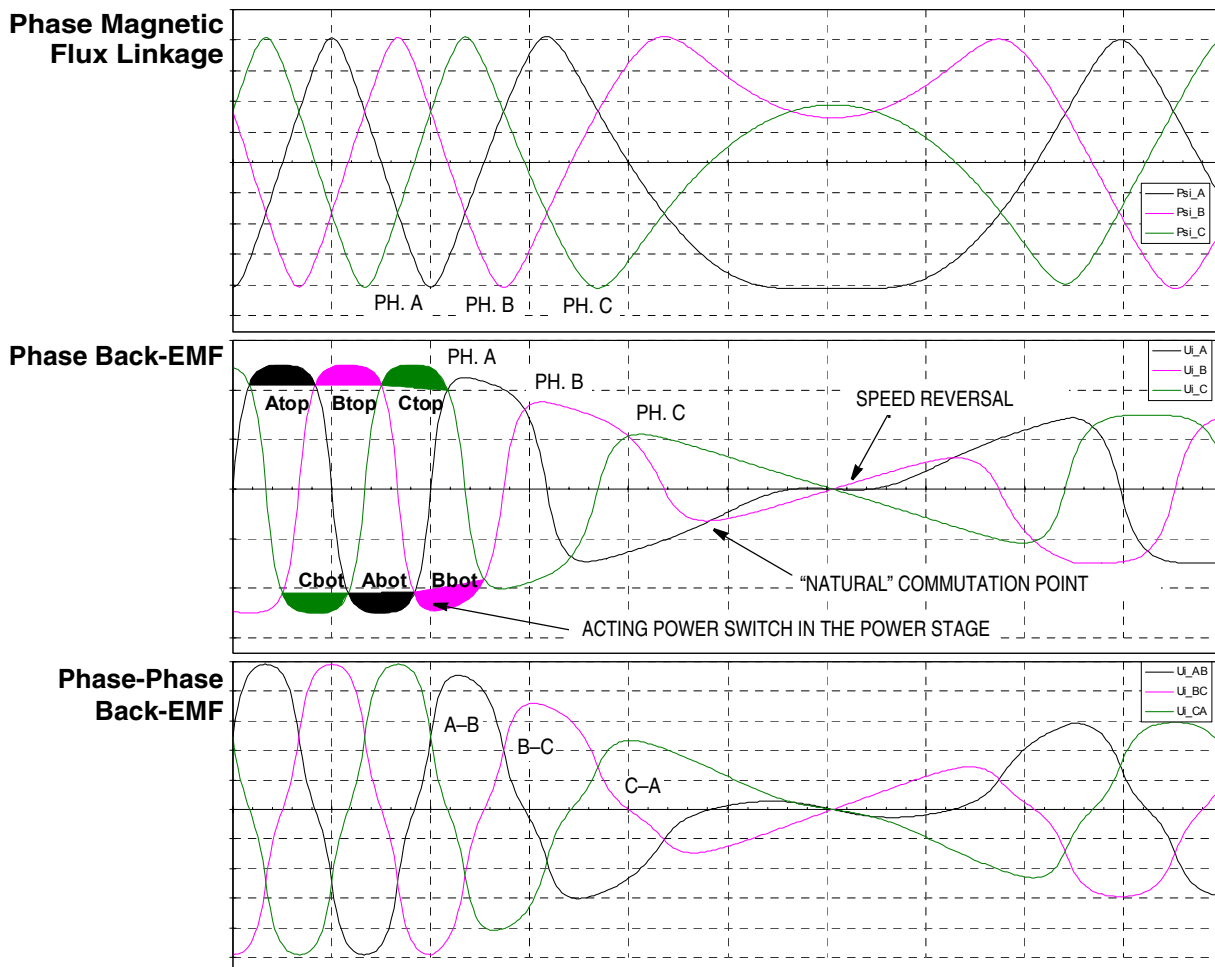 Phase Magnetic
Flux Linkage
Psi_A
Psi_B
Psi_C
PH. A
PH. B
PH. C
Phase Back-EMF
Ui_A
Ui_B
Ui_C
PH. A
PH. B
PH. C
SPEED REVERSAL
Atop
Btop
Ctop
Cbot
Abot
Bbot
“NATURAL” COMMUTATION POINT
ACTING POWER SWITCH IN THE POWER STAGE
Phase-Phase
Back-EMF
Ui_AB
Ui_BC
Ui_CA
A–B
B–C
C–A